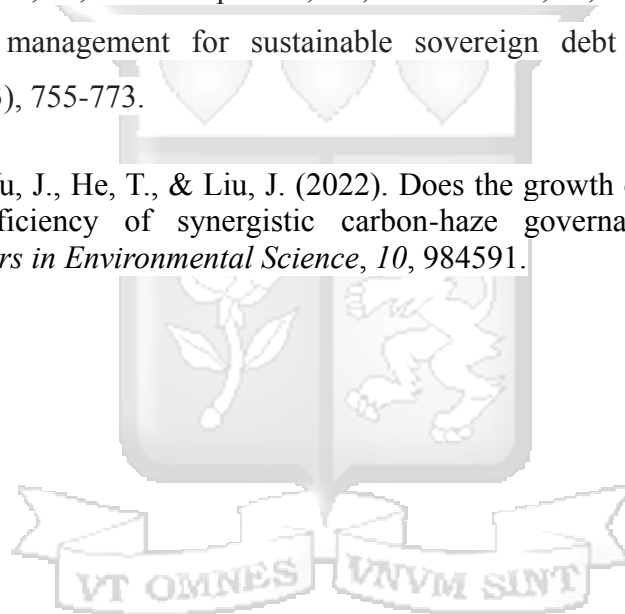 management for sustainable sovereign debt
), 755-773.
u, J., He, T., & Liu, J. (2022). Does the growth
ficiency of synergistic carbon-haze governa
rs in Environmental Science, 10, 984591.
VT OMNES VNVM SINT